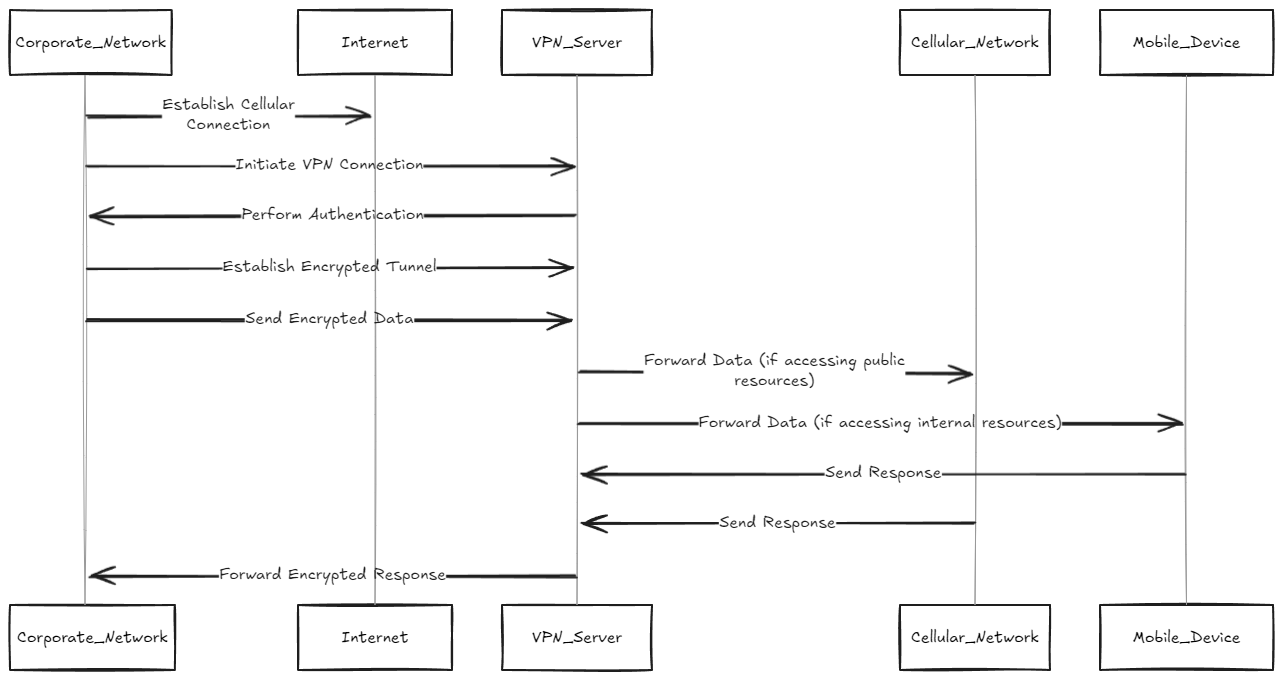 Corporate_Network
Internet
VPN_Server
Cellular_Network
Mobile_Device
Establish Cellular
Connection
Initiate VPN Connection
Perform Authentication
Establish Encrypted Tunnel
Send Encrypted Data
Forward Data (if accessing public
resources)
Forward Data (if accessing internal resources)
Send Response
Send Response
Forward Encrypted Response
Corporate_Network
Internet
VPN_Server
Cellular_Network
Mobile_Device